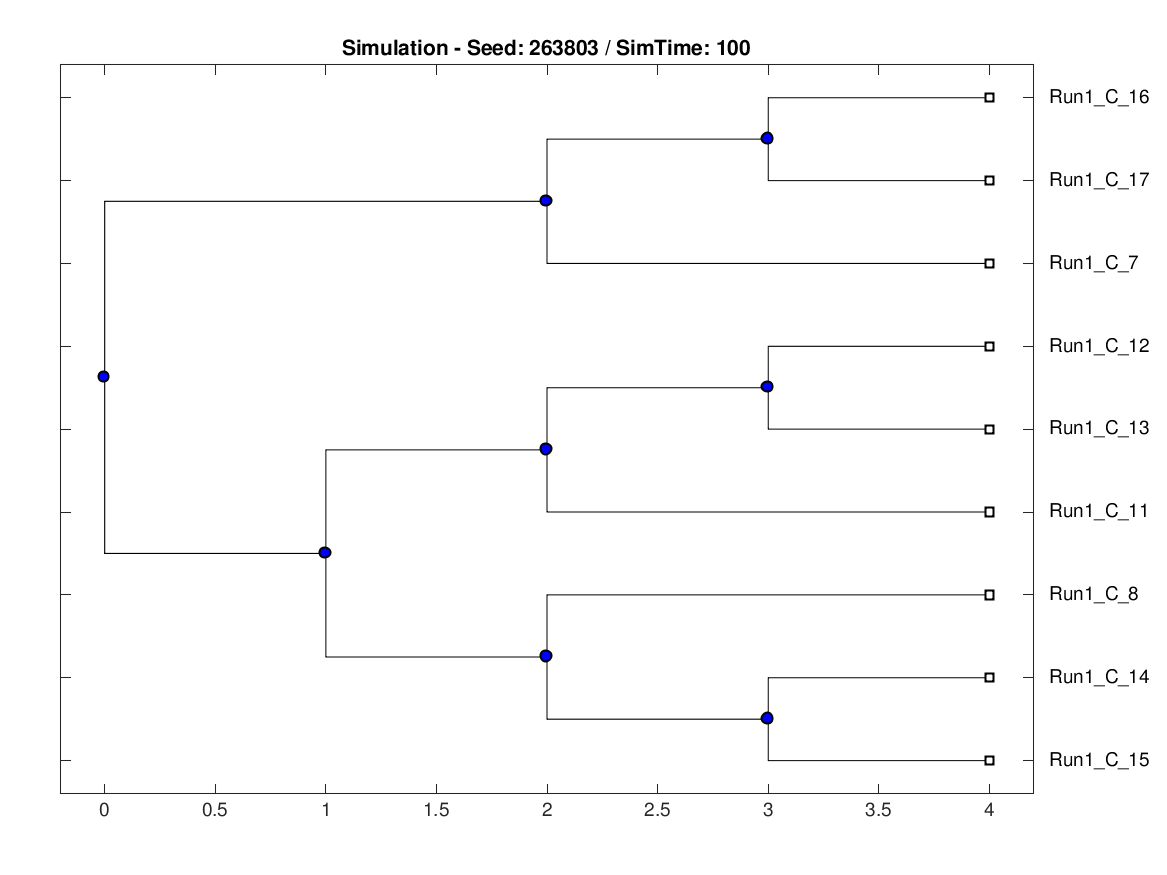 Simulation - Seed: 263803 / SimTime: 100
Run1_C_16
Run1_C_17
Run1_C_7
Run1_C_12
Run1_C_13
Run1_C_11
Run1_C_8
Run1_C_14
Run1_C_15
0 0.5 1 1.5 2 2.5 3 3.5 4